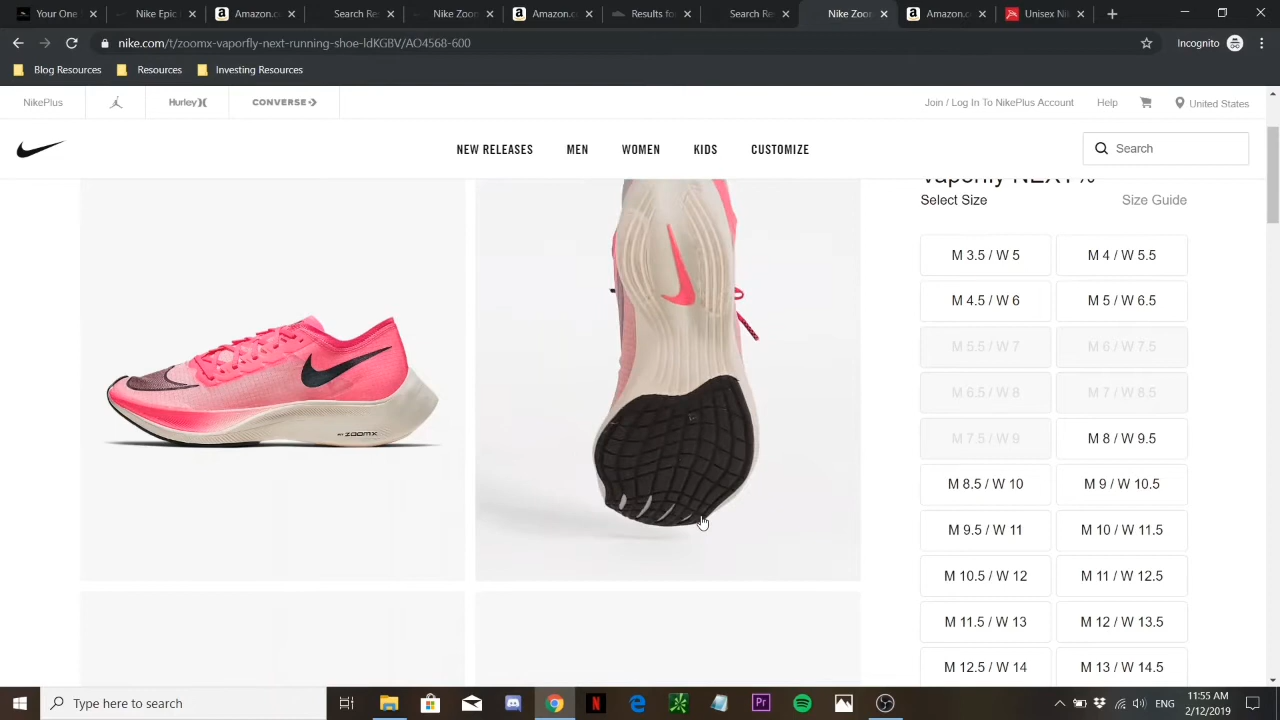 Your One
Nike Epic
Amazon.c
Search Re
Nike Zoo
Amazon.c
Results fo
Search Re
Nike Zoo
Amazon.c
Unisex Ni
nike.com/t/zoomx-vaporfly-next-running-shoe-ldKGBV/AO4568-600
Incognito
Blog Resources
Resources
Investing Resources
NikePlus
Hurley
CONVERSE
Join / Log In To NikePlus Account
Help
United States
NEW RELEASES
MEN
WOMEN
KIDS
CUSTOMIZE
Search
Vaporfly NEXT%
Select Size
Size Guide
M 3.5 / W 5
M 4 / W 5.5
M 4.5 / W 6
M 5 / W 6.5
M 5.5 / W 7
M 6 / W 7.5
M 6.5 / W 8
M 7 / W 8.5
M 7.5 / W 9
M 8 / W 9.5
M 8.5 / W 10
M 9 / W 10.5
M 9.5 / W 11
M 10 / W 11.5
M 10.5 / W 12
M 11 / W 12.5
M 11.5 / W 13
M 12 / W 13.5
M 12.5 / W 14
M 13 / W 14.5
ZOOMX
Type here to search
ENG
11:55 AM
2/12/2019